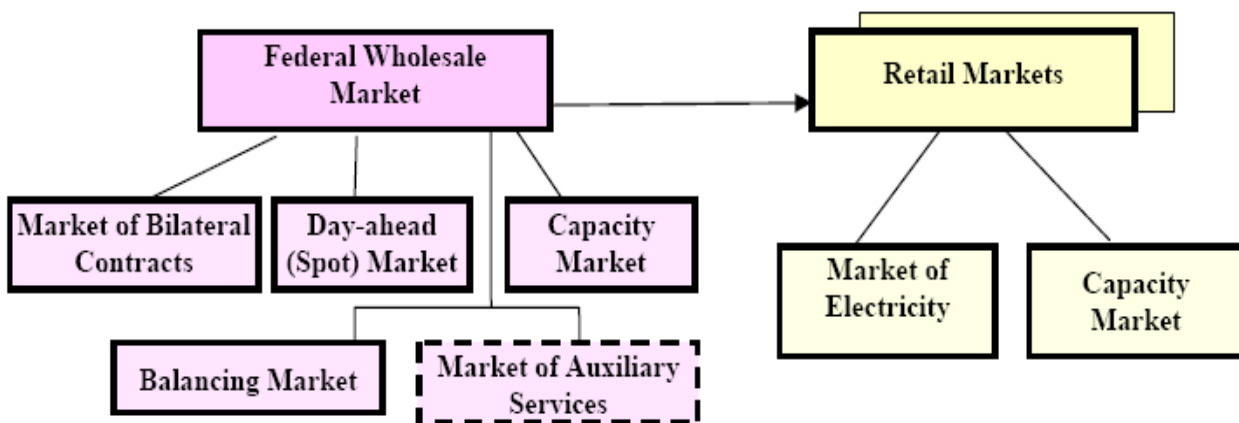 Federal Wholesale
Market
Retail Markets
Market of Bilateral
Contracts
Day-ahead
(Spot) Market
Capacity
Market
Market of
Electricity
Capacity
Market
Balancing Market
Market of Auxiliary
Services